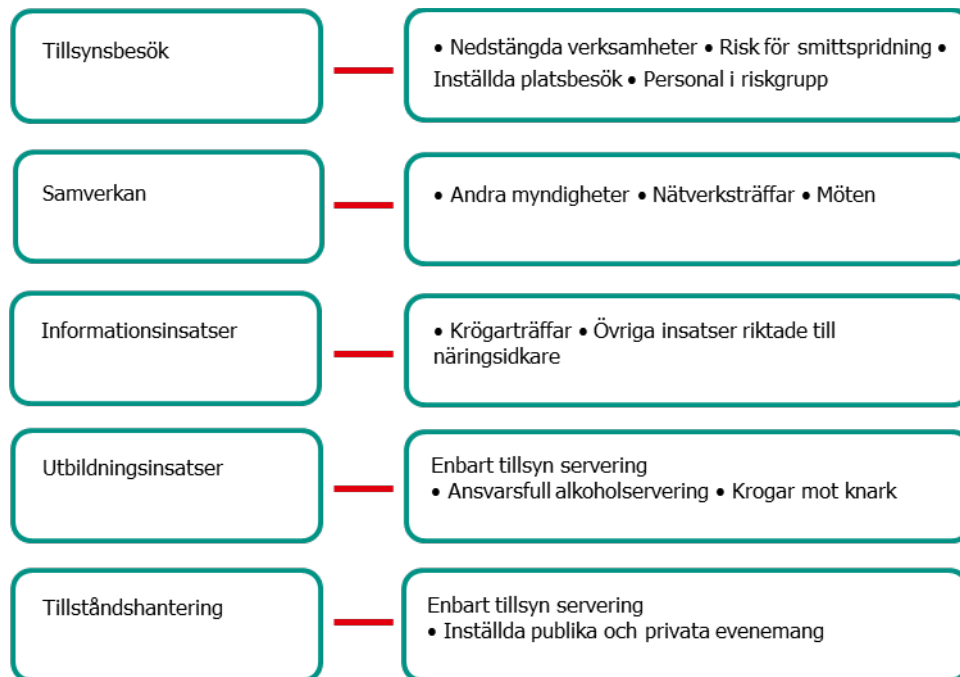 Tillsynsbesök
• Nedstängda verksamheter • Risk för smittspridning •
Inställda platsbesök • Personal i riskgrupp
Samverkan
• Andra myndigheter • Nätverksträffar • Möten
Informationsinsatser
• Krögarträffar • Övriga insatser riktade till
näringsidkare
Utbildningsinsatser
Enbart tillsyn servering
• Ansvarsfull alkoholservering • Krogar mot knark
Tillståndshantering
Enbart tillsyn servering
• Inställda publika och privata evenemang